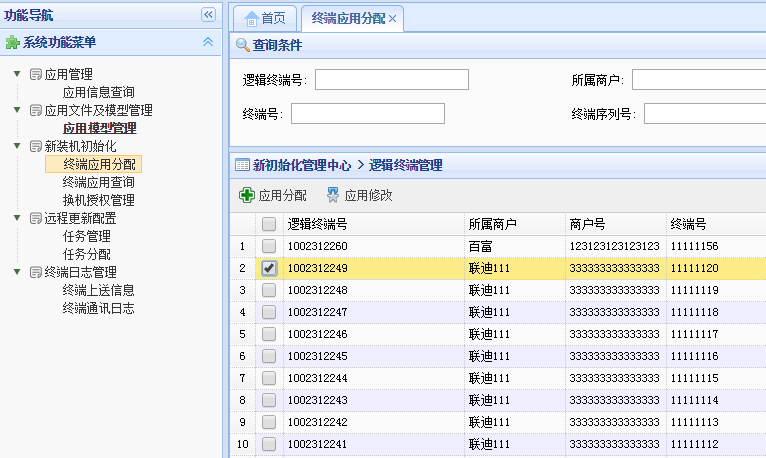 功能导航
系统功能菜单
应用管理
应用信息查询
应用文件及模型管理
应用模型管理
新装机初始化
终端应用分配
终端应用查询
换机授权管理
远程更新配置
任务管理
任务分配
终端日志管理
终端上送信息
终端通讯日志
首页 终端应用分配
查询条件
逻辑终端号: 所属商户:
终端号: 终端序列号:
新初始化管理中心 > 逻辑终端管理
应用分配 应用修改
逻辑终端号 所属商户 商户号 终端号
1 1002312260 百富 123123123123123 11111156
2 1002312249 联迪111 333333333333333 11111120
3 1002312248 联迪111 333333333333333 11111119
4 1002312247 联迪111 333333333333333 11111118
5 1002312246 联迪111 333333333333333 11111117
6 1002312245 联迪111 333333333333333 11111116
7 1002312244 联迪111 333333333333333 11111115
8 1002312243 联迪111 333333333333333 11111114
9 1002312242 联迪111 333333333333333 11111113
10 1002312241 联迪111 333333333333333 11111112